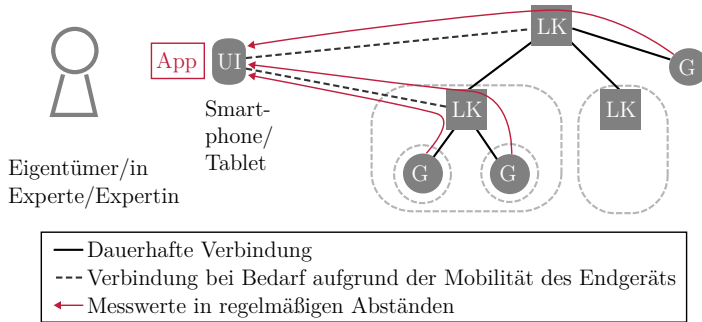 LK
App
UI
G
Smart-
phone/
Tablet
LK
LK
Eigentümer/in
Experte/Expertin
G
G
Dauerhafte Verbindung
Verbindung bei Bedarf aufgrund der Mobilität des Endgeräts
Messwerte in regelmäßigen Abständen